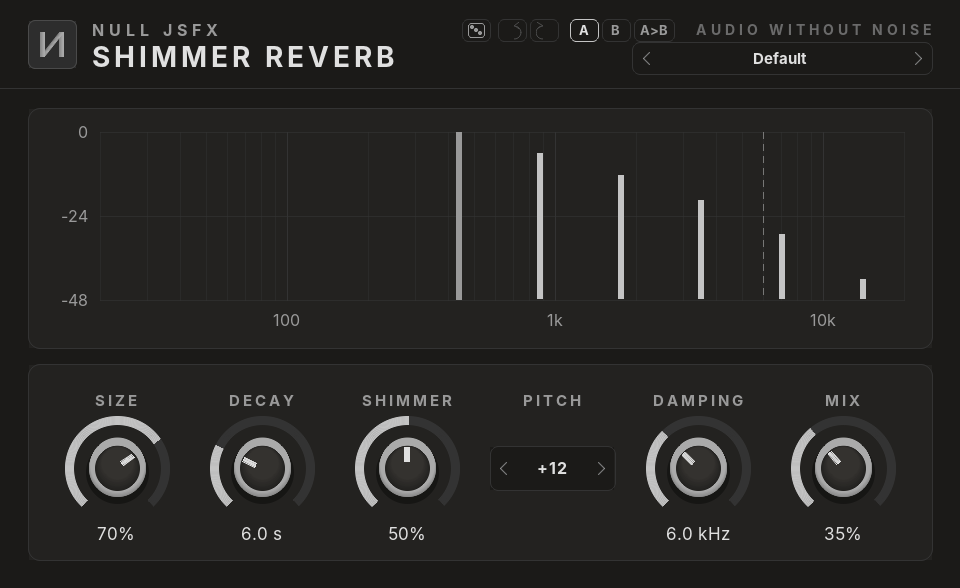 NULL JSFX
SHIMMER REVERB
A B A>B
AUDIO WITHOUT NOISE
Default
0
-24
-48
100 1k 10k
SIZE DECAY SHIMMER PITCH DAMPING MIX
+12
70% 6.0 s 50% 6.0 kHz 35%